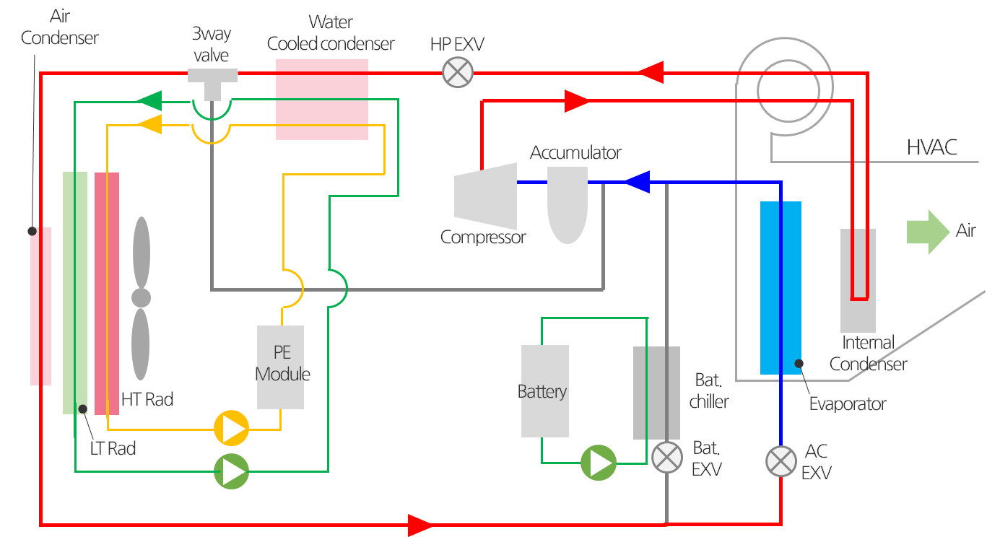 Air
Condenser
3way
valve
Water
Cooled condenser
HP EXV
HVAC
Accumulator
Compressor
Air
PE
Module
Internal
Condenser
HT Rad
LT Rad
Battery
Bat.
chiller
Evaporator
Bat.
EXV
AC
EXV